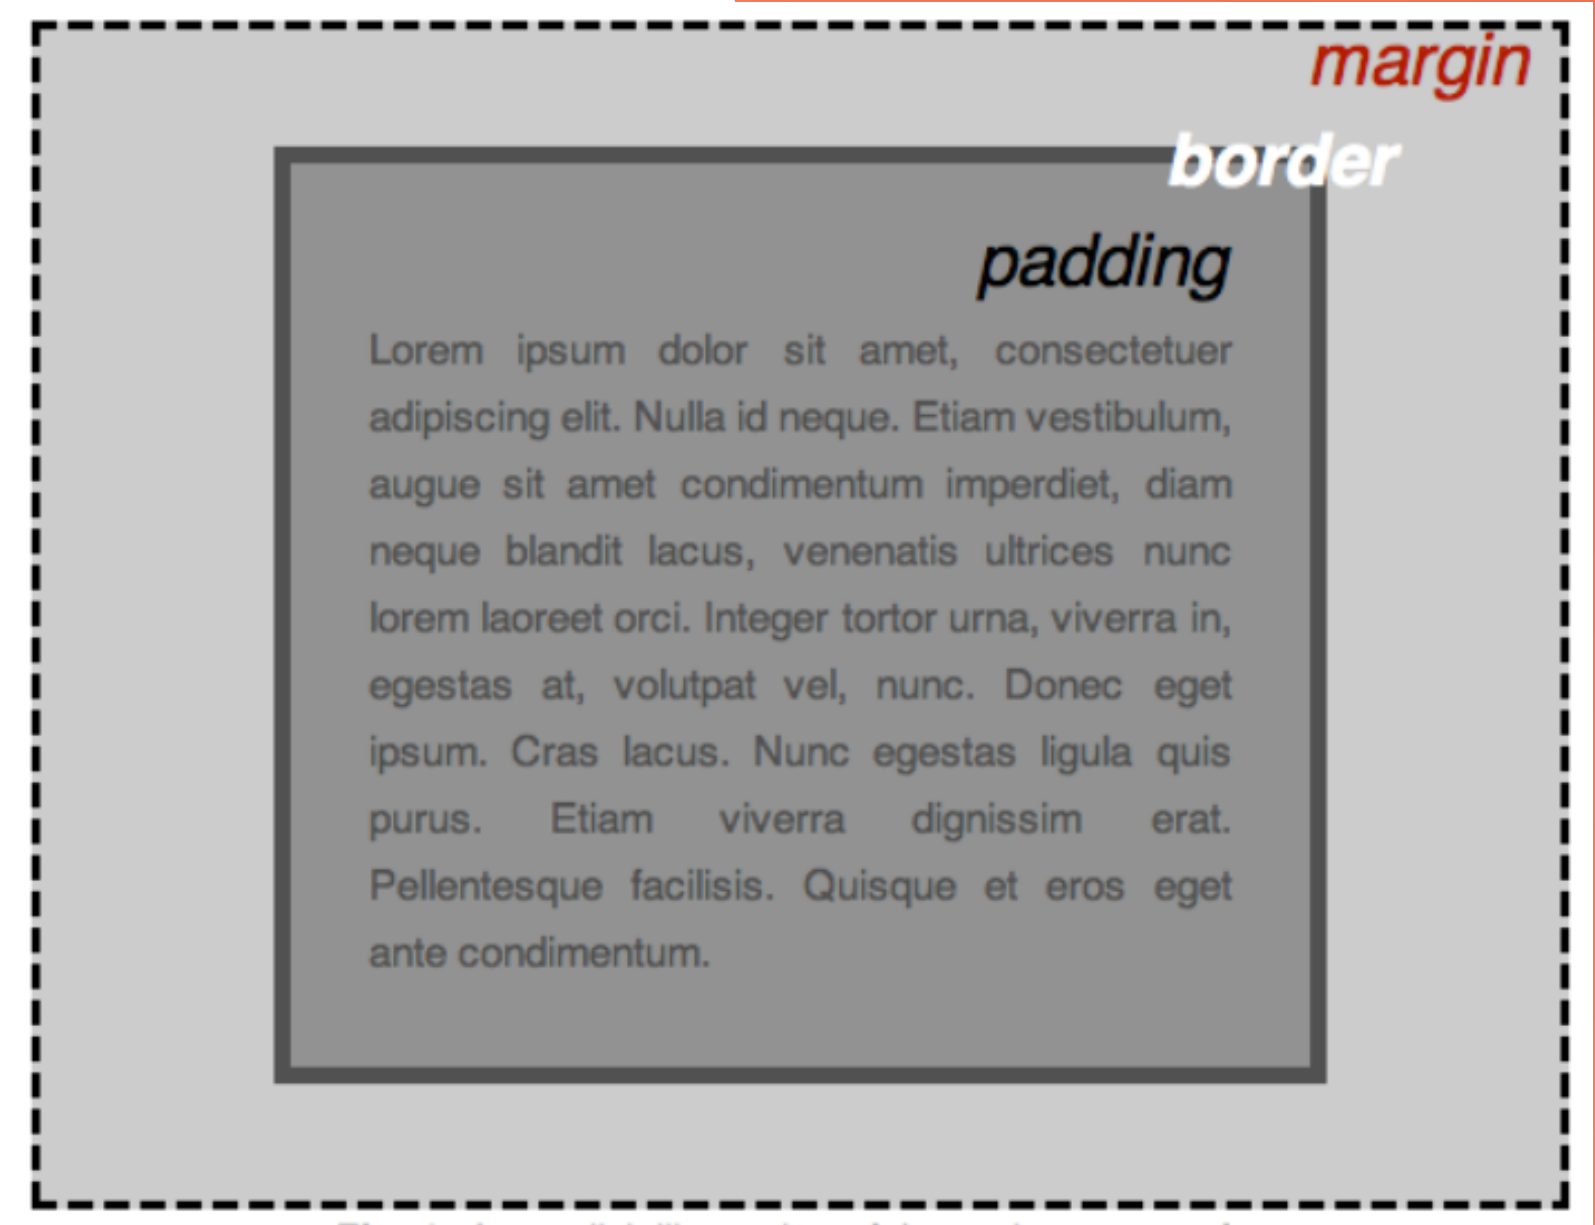 margin
border
padding
Lorem ipsum dolor sit amet, consectetuer
adipiscing elit. Nulla id neque. Etiam vestibulum,
augue sit amet condimentum imperdiet, diam
neque blandit lacus, venenatis ultrices nunc
lorem laoreet orci. Integer tortor urna, viverra in,
egestas at, volutpat vel, nunc. Donec eget
ipsum. Cras lacus. Nunc egestas ligula quis
purus. Etiam viverra dignissim erat.
Pellentesque facilisis. Quisque et eros eget
ante condimentum.